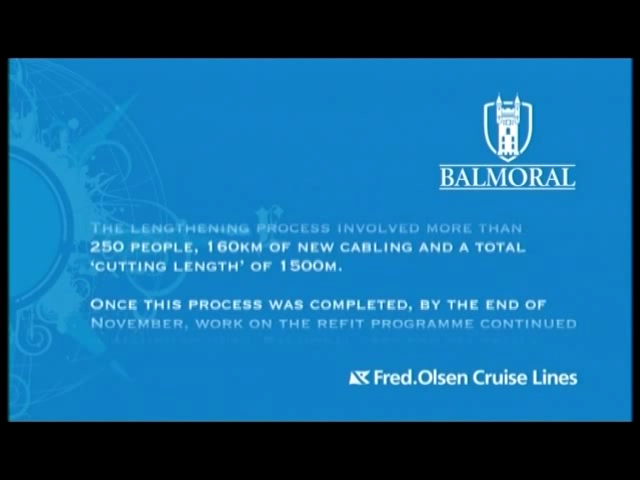 BALMORAL
THE LENGTHENING PROCESS INVOLVED MORE THAN
250 PEOPLE, 160KM OF NEW CABLING AND A TOTAL
‘CUTTING LENGTH’ OF 1500M.
ONCE THIS PROCESS WAS COMPLETED, BY THE END OF
NOVEMBER, WORK ON THE REFIT PROGRAMME CONTINUED
Fred.Olsen Cruise Lines